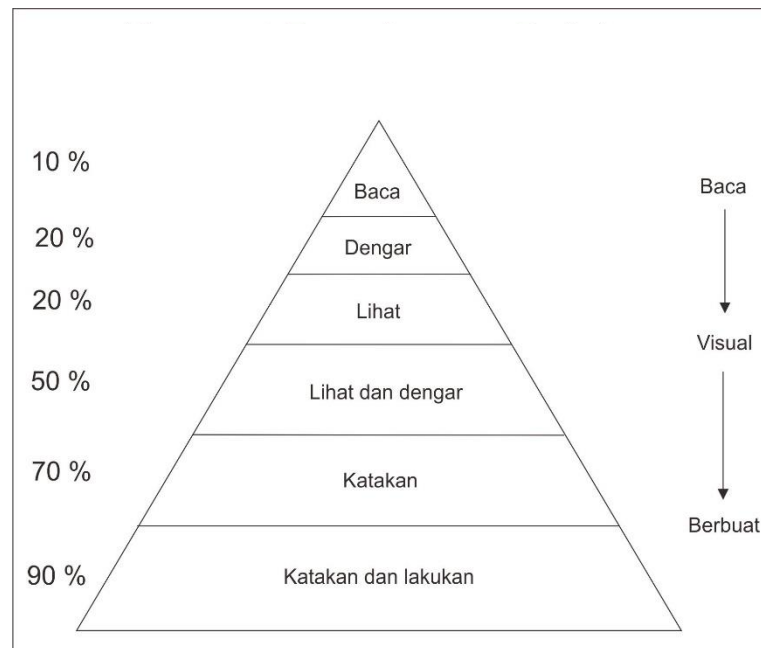 10 %
Baca
Baca
20 %
Dengar
20 %
Lihat
Visual
50 %
Lihat dan dengar
70 %
Katakan
Berbuat
90 %
Katakan dan lakukan